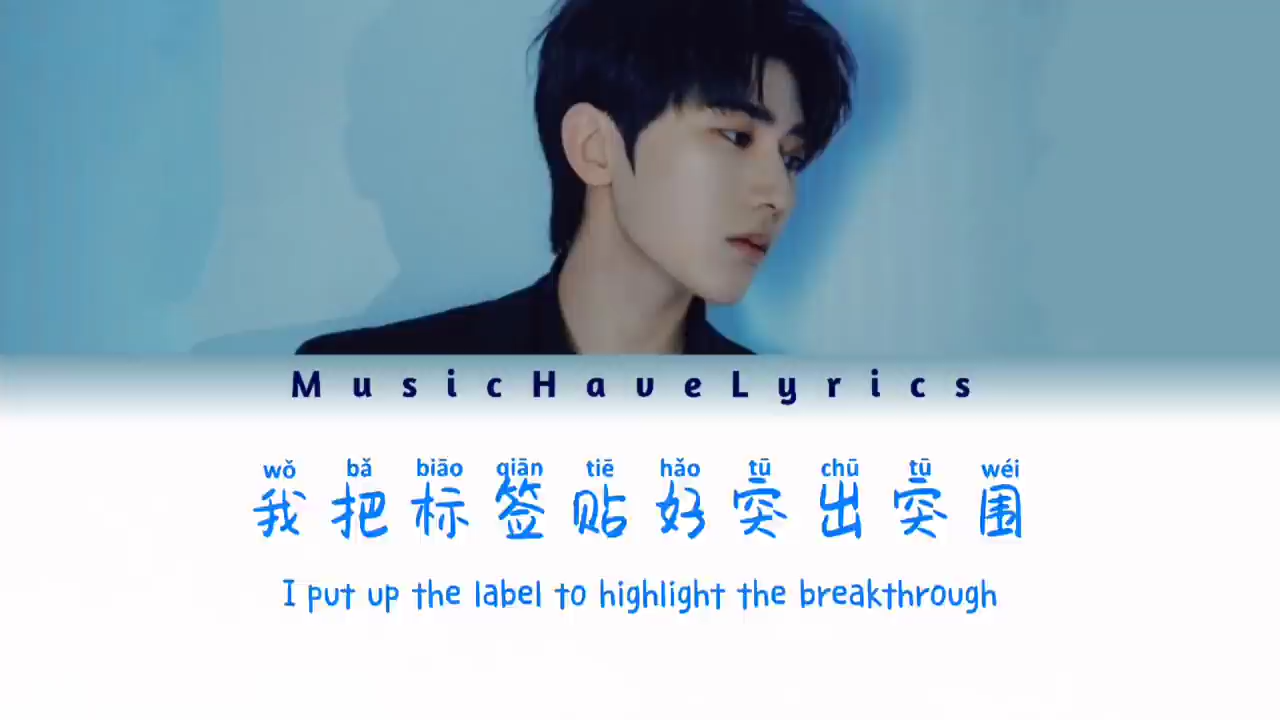 MusicHaveLyrics
wǒ bǎ biāo qiān tiē hǎo tū chū tū wéi
我把标签贴好突出突围
I put up the label to highlight the breakthrough